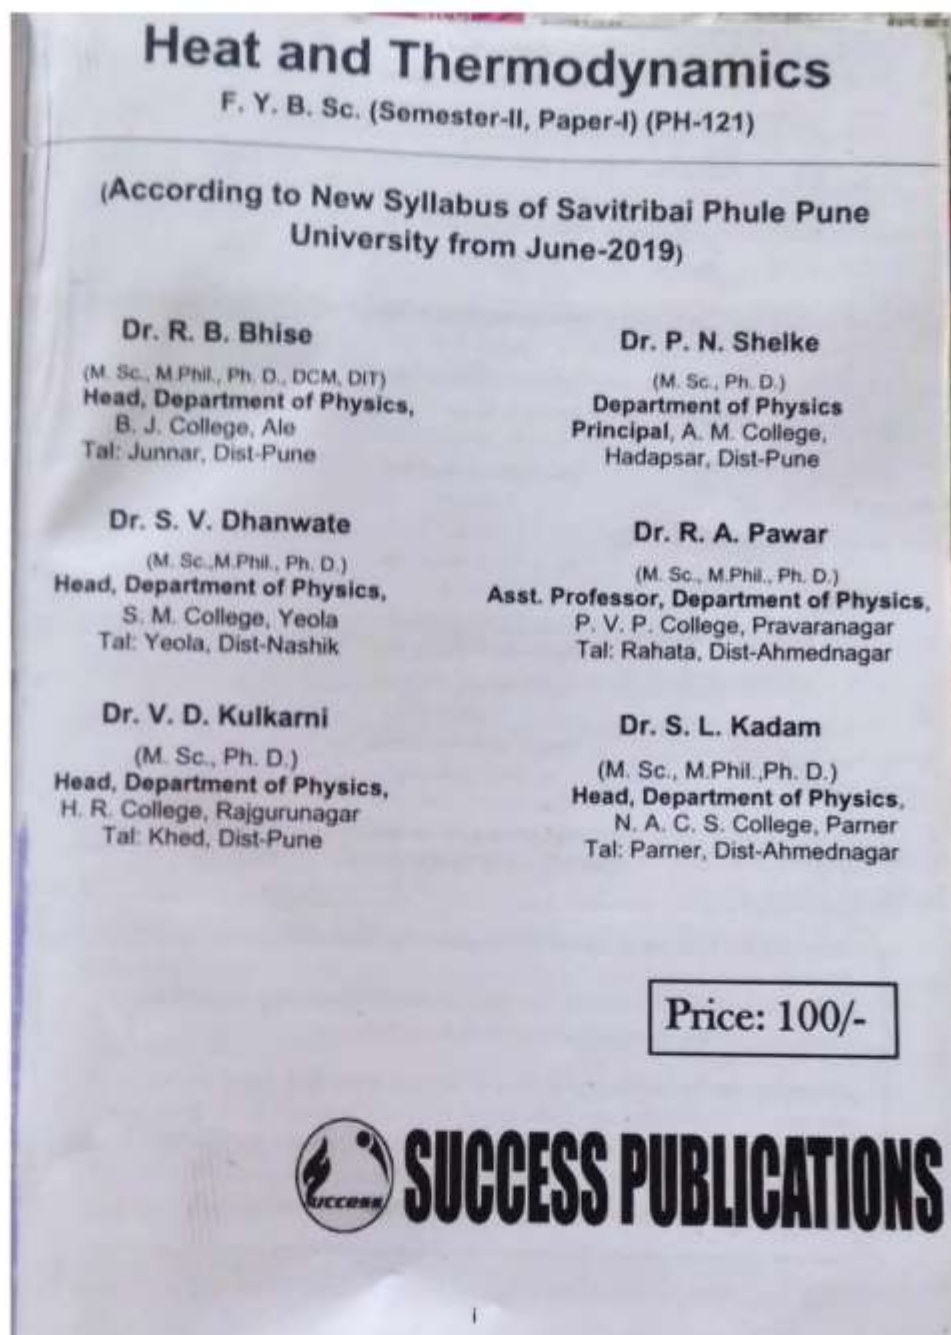 Heat and Thermodynamics
F. Y. B. Sc. (Semester-II, Paper-I) (PH-121)
(According to New Syllabus of Savitribai Phule Pune
University from June-2019)
Dr. R. B. Bhise
(M. Sc., M.Phil., Ph. D., DCM, DIT)
Head, Department of Physics,
B. J. College, Ale
Tal: Junnar, Dist-Pune
Dr. P. N. Shelke
(M. Sc., Ph. D.)
Department of Physics
Principal, A. M. College,
Hadapsar, Dist-Pune
Dr. S. V. Dhanwate
(M. Sc.,M.Phil., Ph. D.)
Head, Department of Physics,
S. M. College, Yeola
Tal: Yeola, Dist-Nashik
Dr. R. A. Pawar
(M. Sc., M.Phil., Ph. D.)
Asst. Professor, Department of Physics,
P. V. P. College, Pravaranagar
Tal: Rahata, Dist-Ahmednagar
Dr. V. D. Kulkarni
(M. Sc., Ph. D.)
Head, Department of Physics,
H. R. College, Rajgurunagar
Tal: Khed, Dist-Pune
Dr. S. L. Kadam
(M. Sc., M.Phil.,Ph. D.)
Head, Department of Physics,
N. A. C. S. College, Parner
Tal: Parner, Dist-Ahmednagar
Price: 100/-
success
SUCCESS PUBLICATIONS
i